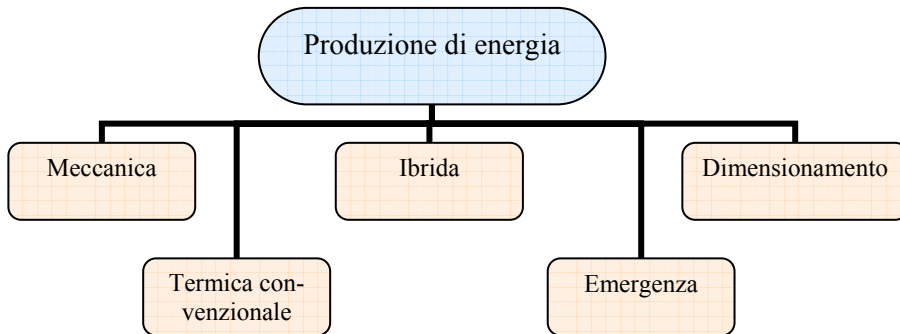 Produzione di energia
Meccanica
Ibrida
Dimensionamento
Termica con-
venzionale
Emergenza